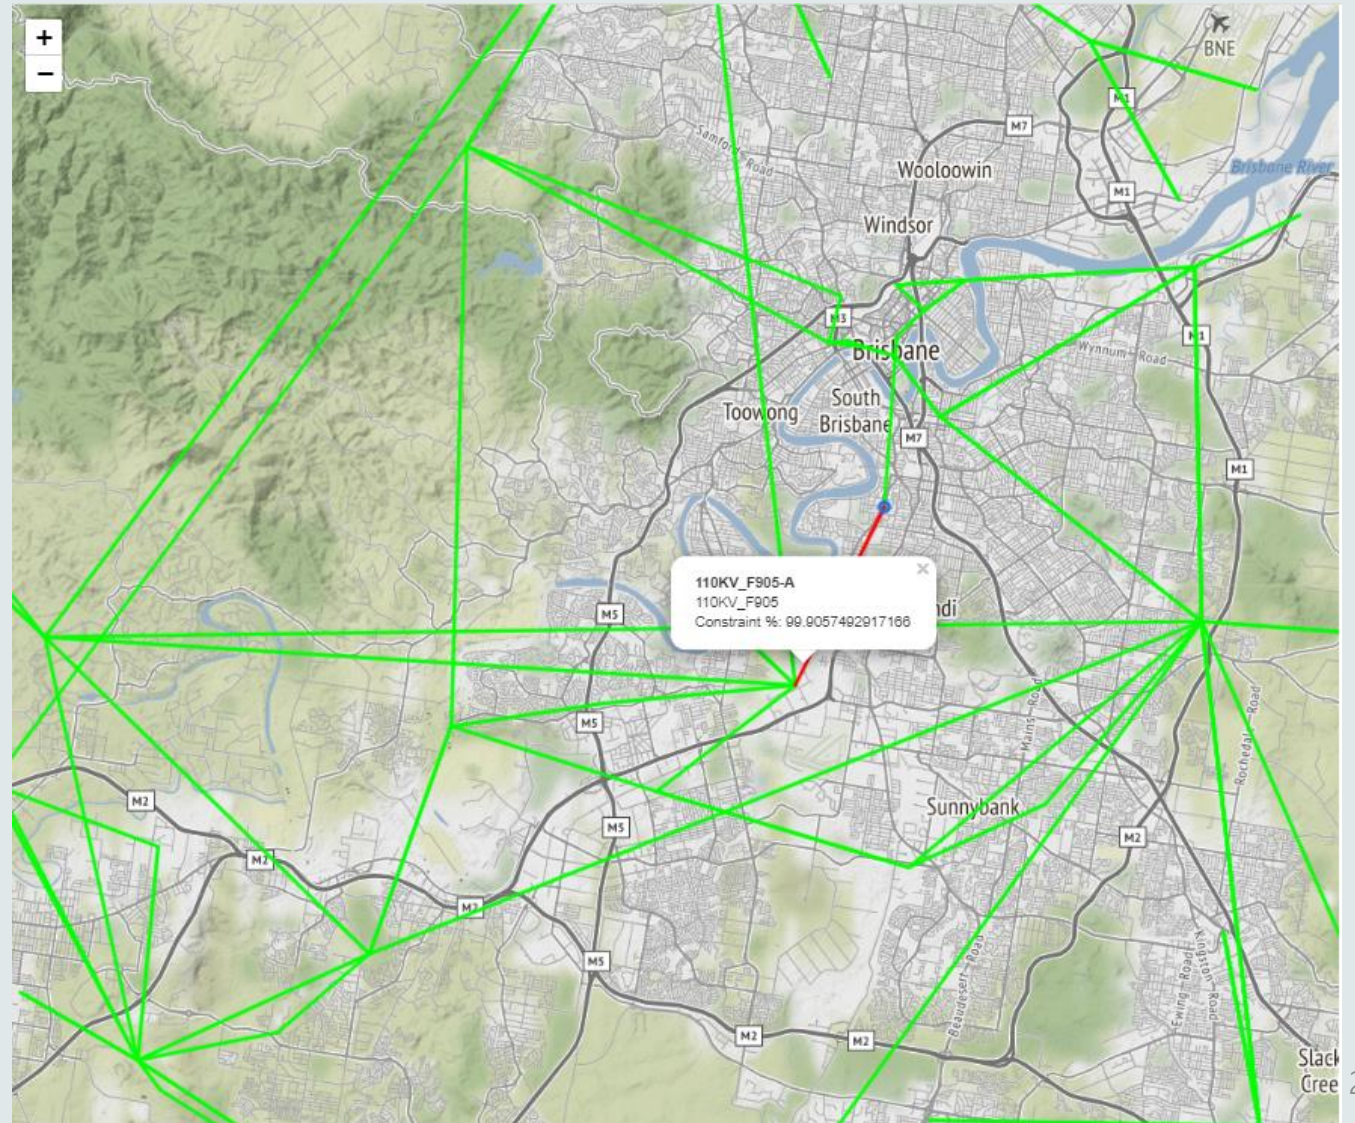 +
−
BNE
M1
M7
Samford Road
Wooloowin
Brisbane River
M1
Windsor
M3
M1
Brisbane
Wynnum Road
South
Brisbane
Toowong
M7
M1
110KV_F905-A
110KV_F905
Constraint %: 99.9057492917166
×
M5
ndi
M5
Mains Road
Rochedale Road
M2
Sunnybank
M5
M2
M2
M2
M5
Beaudesert Road
Ewing Road
Kingston Road
M2
M2
Slack
Cree
2